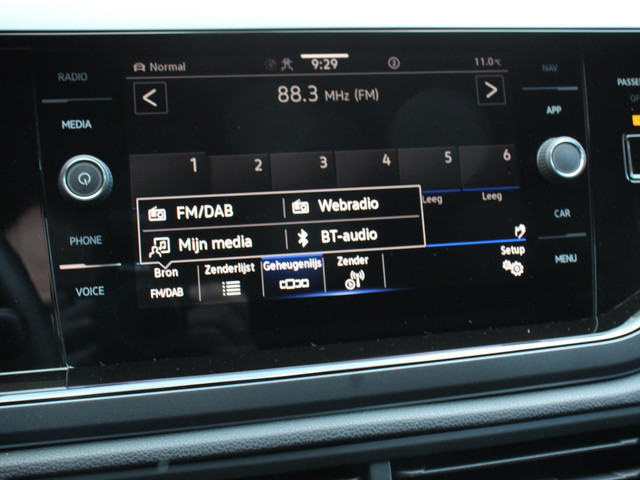 RADIO
MEDIA
PHONE
VOICE
Normal
9:29
2
11.0°C
88.3 MHz (FM)
1 2 3 4 5 6
Leeg Leeg
FM/DAB Webradio
Mijn media BT-audio
Bron Zenderlijst Geheugenlijs Zender Setup
FM/DAB
NAV
APP
CAR
MENU